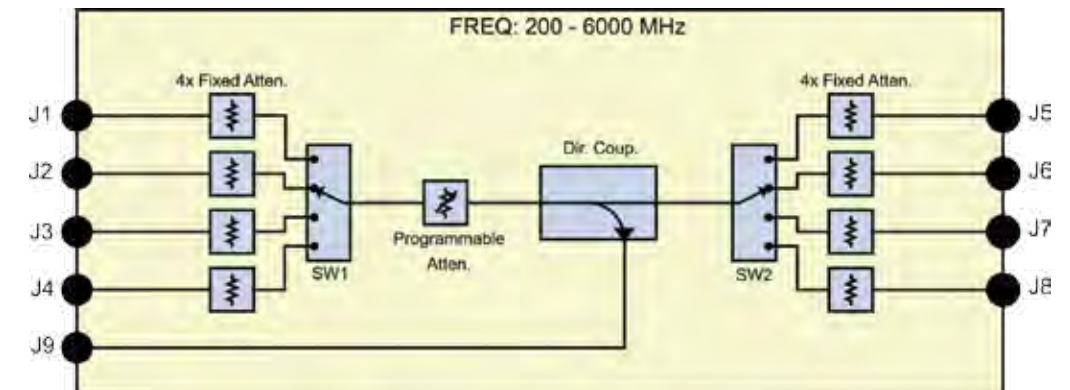 FREQ: 200 - 6000 MHz
4x Fixed Atten.
4x Fixed Atten.
J1
J5
Dir. Coup.
J2
J6
J3
J7
Programmable
Atten.
SW1
SW2
J4
J8
J9